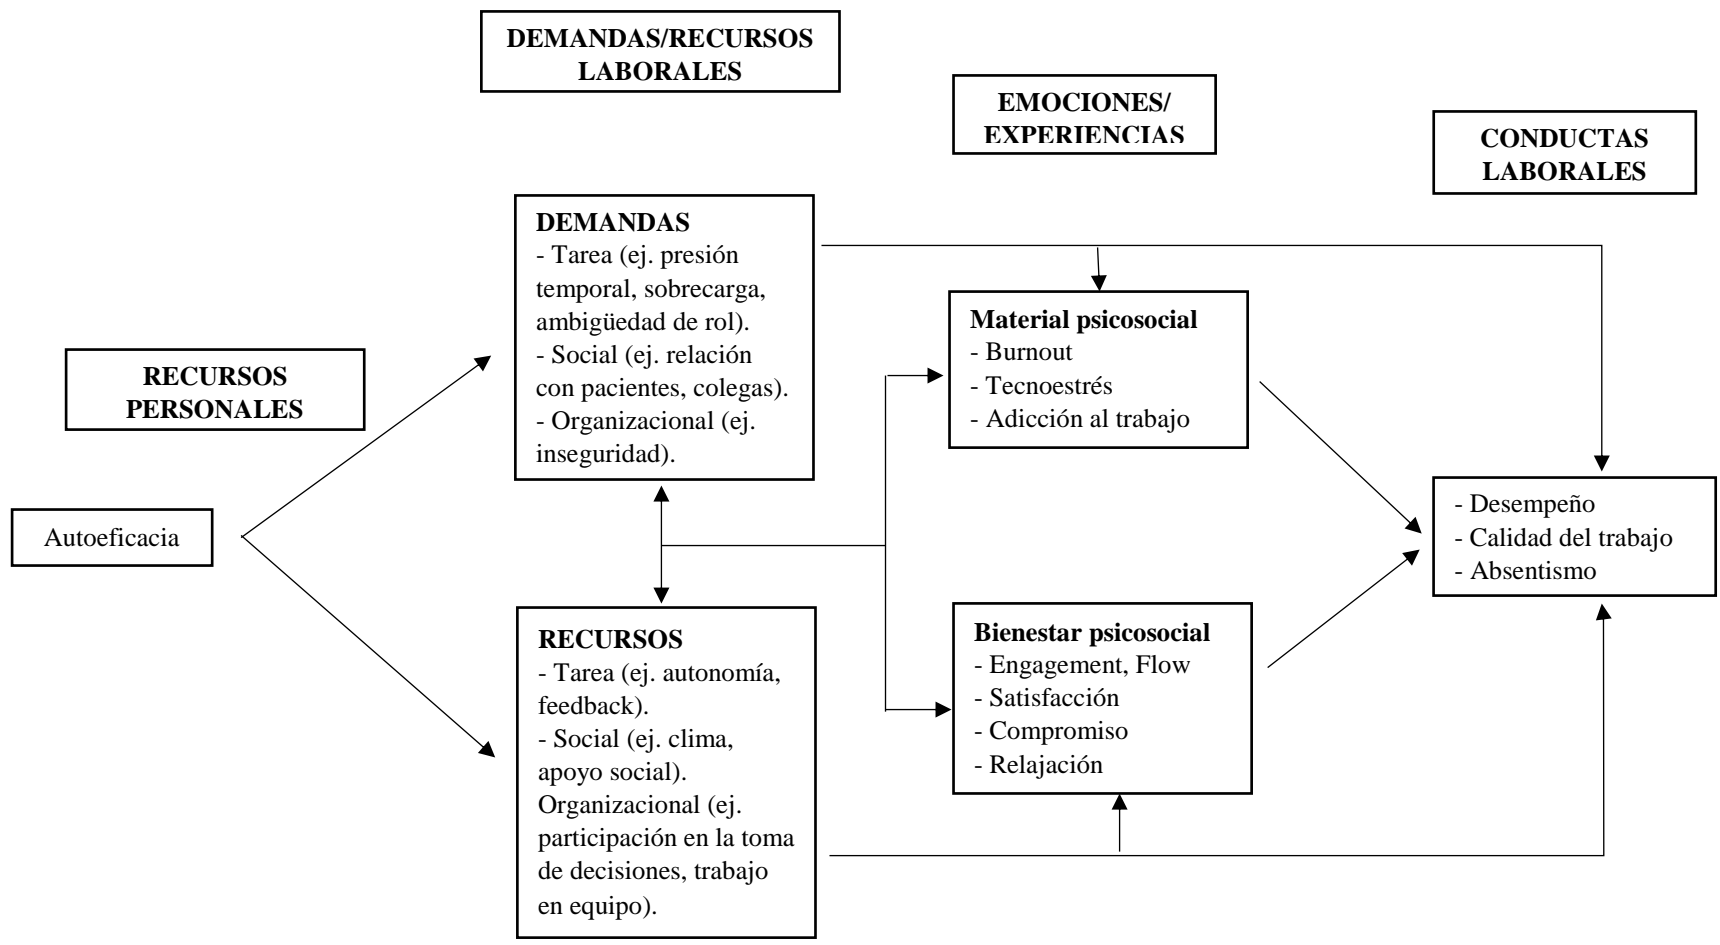 DEMANDAS/RECURSOS
LABORALES
EMOCIONES/
EXPERIENCIAS
CONDUCTAS
LABORALES
RECURSOS
PERSONALES
Autoeficacia
DEMANDAS
- Tarea (ej. presión
temporal, sobrecarga,
ambigüedad de rol).
- Social (ej. relación
con pacientes, colegas).
- Organizacional (ej.
inseguridad).
RECURSOS
- Tarea (ej. autonomía,
feedback).
- Social (ej. clima,
apoyo social).
Organizacional (ej.
participación en la toma
de decisiones, trabajo
en equipo).
Material psicosocial
- Burnout
- Tecnoestrés
- Adicción al trabajo
Bienestar psicosocial
- Engagement, Flow
- Satisfacción
- Compromiso
- Relajación
- Desempeño
- Calidad del trabajo
- Absentismo